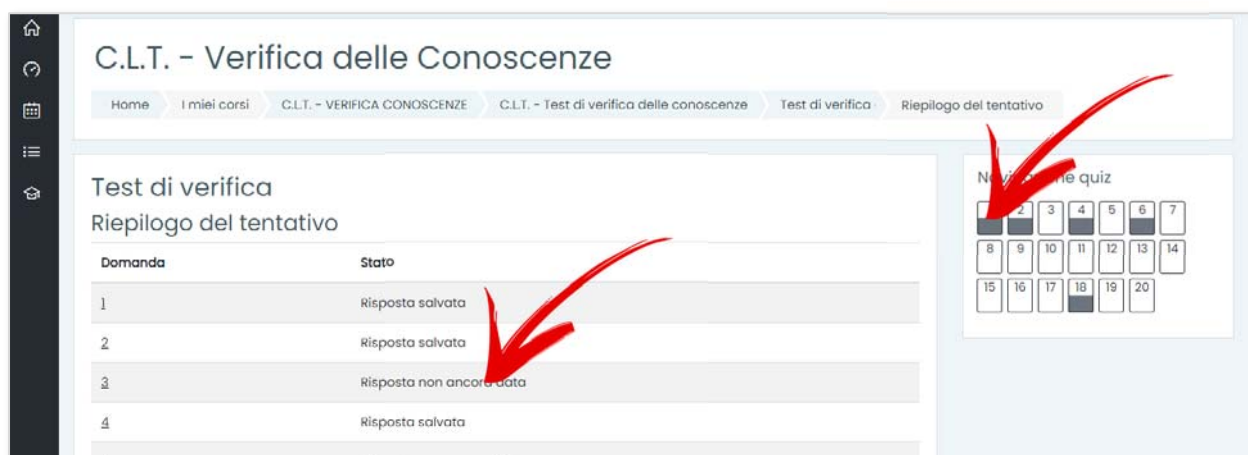 C.L.T. - Verifica delle Conoscenze
Home I miei corsi C.L.T. - VERIFICA CONOSCENZE C.L.T. - Test di verifica delle conoscenze Test di verifica Riepilogo del tentativo
Test di verifica
Riepilogo del tentativo
Domanda Stato
1 Risposta salvata
2 Risposta salvata
3 Risposta non ancora data
4 Risposta salvata
quiz
2 3 4 5 6 7
8 9 10 11 12 13 14
15 16 17 18 19 20